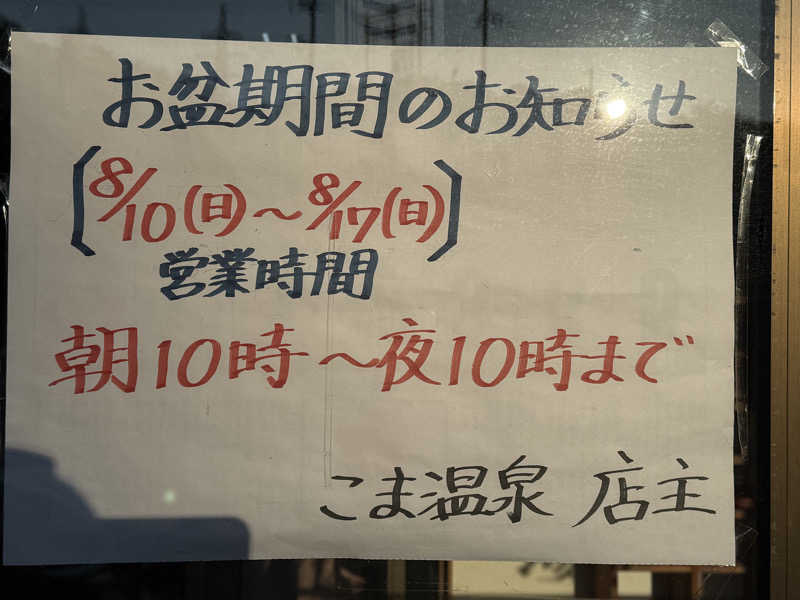 お盆期間のお知らせ
[8/10(日)~8/17(日)]
営業時間
朝10時~夜10時まで
こま温泉 店主